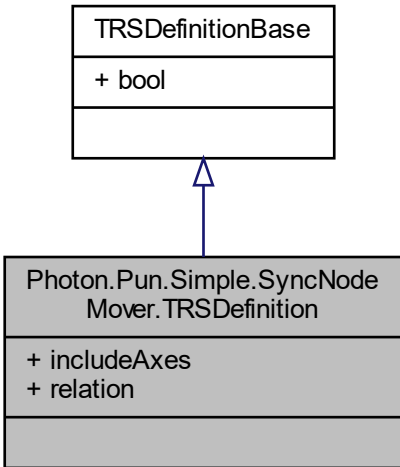 TRSDefinitionBase
+ bool
Photon.Pun.Simple.SyncNode
Mover.TRSDefinition
+ includeAxes
+ relation